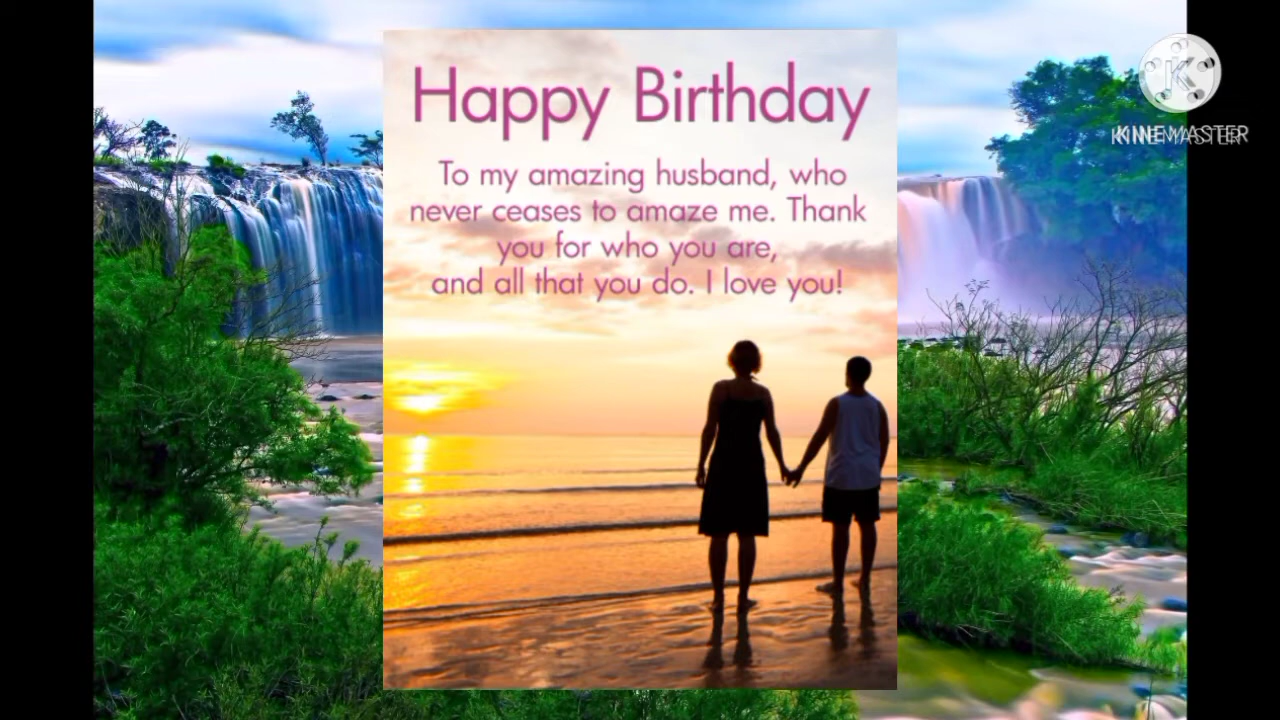 Happy Birthday
To my amazing husband, who
never ceases to amaze me. Thank
you for who you are,
and all that you do. I love you!
K
KINEMASTER